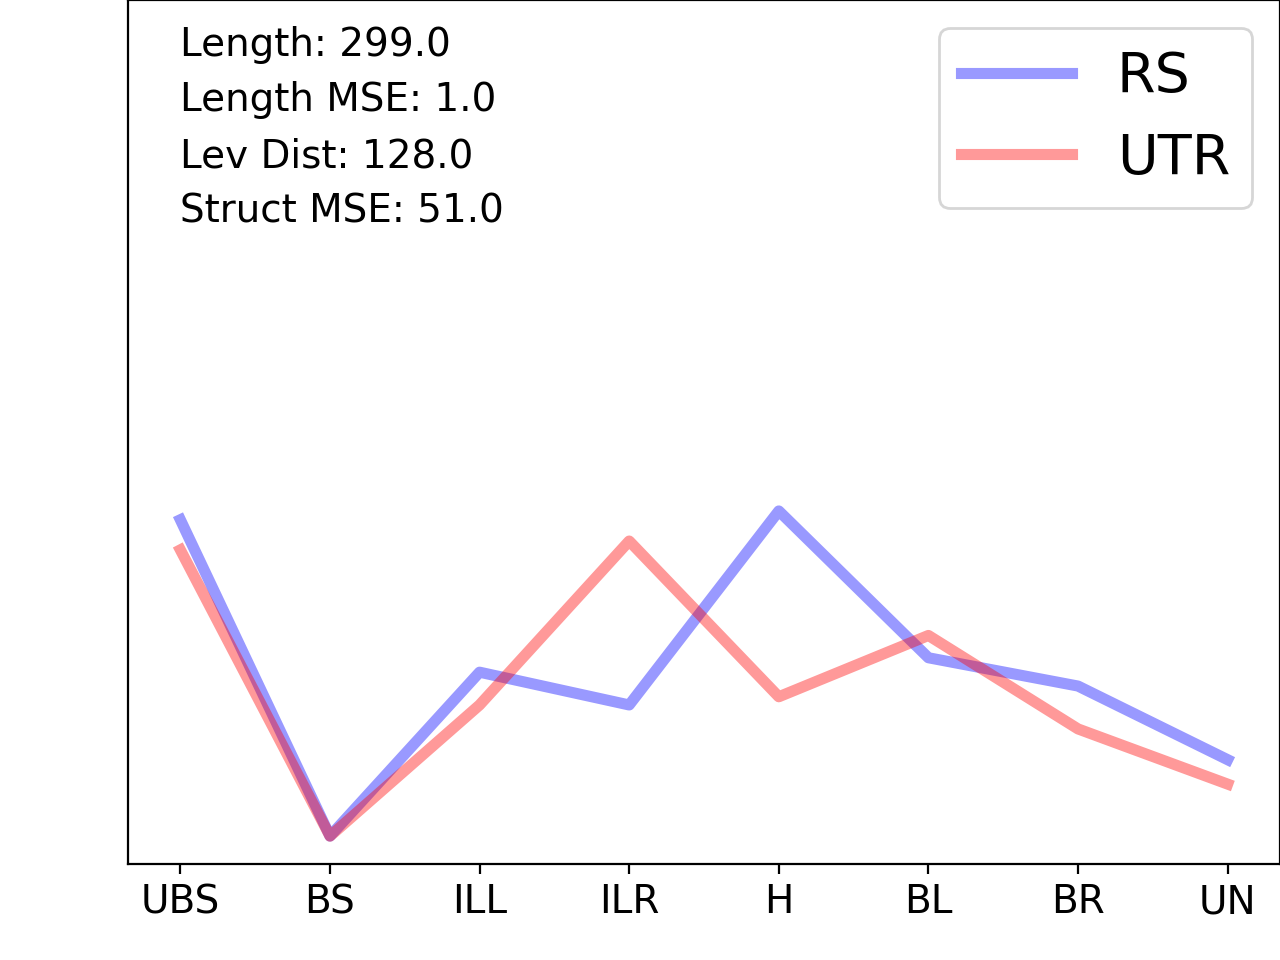 Length: 299.0
Length MSE: 1.0
Lev Dist: 128.0
Struct MSE: 51.0
RS
UTR
UBS BS ILL ILR H BL BR UN